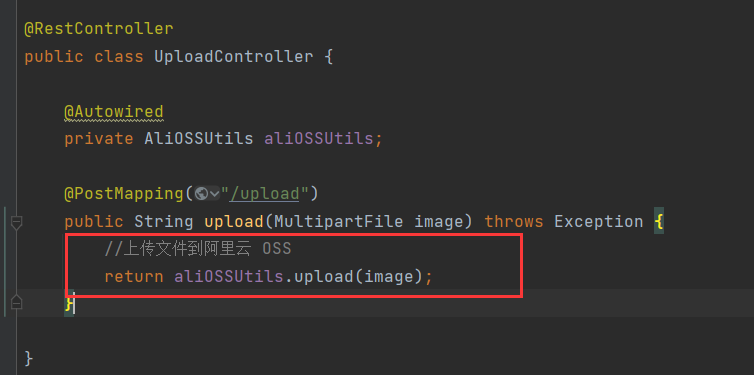 @RestController
public class UploadController {
@Autowired
private AliOSSUtils aliOSSUtils;
@PostMapping("/upload")
public String upload(MultipartFile image) throws Exception {
//上传文件到阿里云 OSS
return aliOSSUtils.upload(image);
}
}